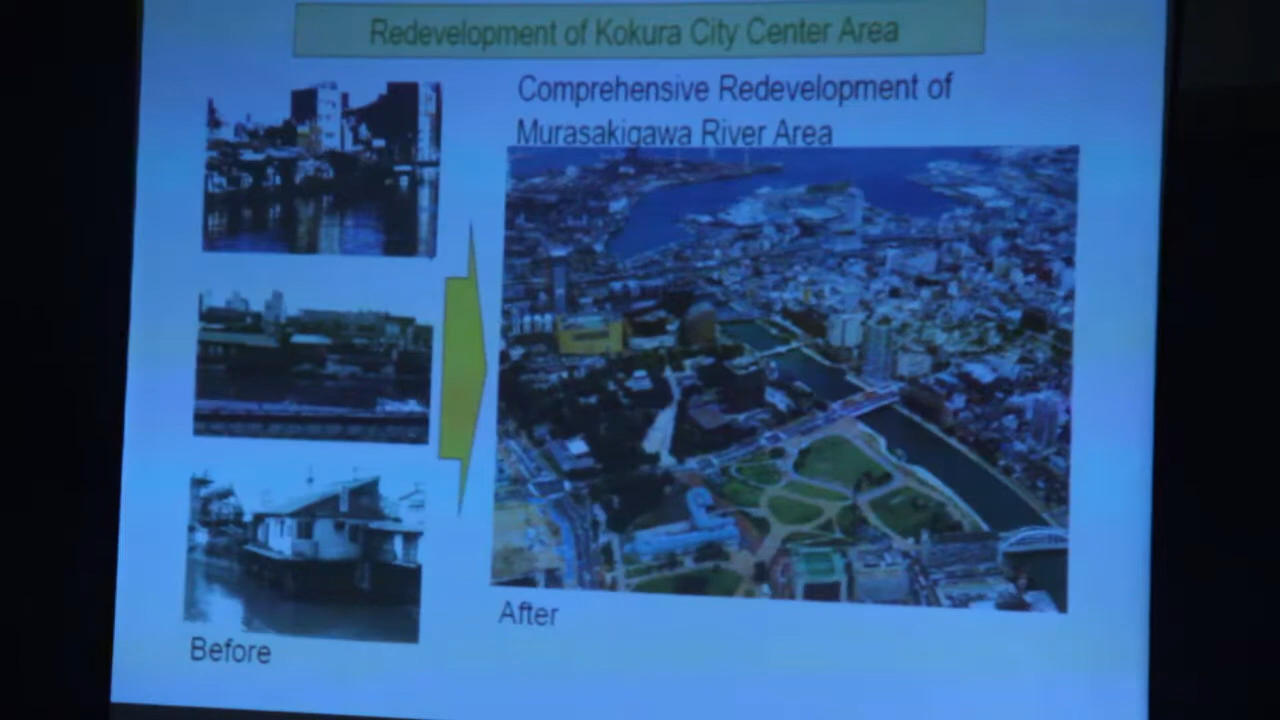 Redevelopment of Kokura City Center Area
Comprehensive Redevelopment of
Murasakigawa River Area
After
Before